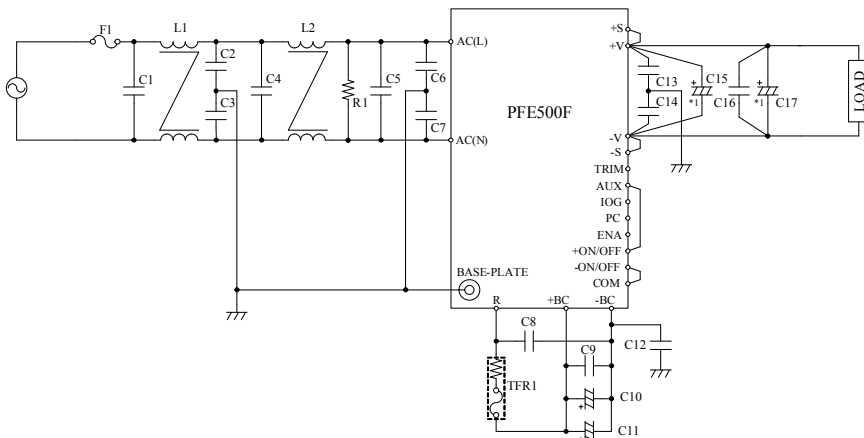 F1
L1
L2
C2
C3
C1
C4
R1
C5
C6
C7
AC(L)
AC(N)
PFE500F
BASE-PLATE
+S
+V
-V
-S
TRIM
AUX
IOG
PC
ENA
+ON/OFF
-ON/OFF
COM
R
+BC
-BC
C13
C14
+
C15
*1
C16
+
C17
*1
LOAD
C8
C9
C12
TFR1
+
C10
+
C11